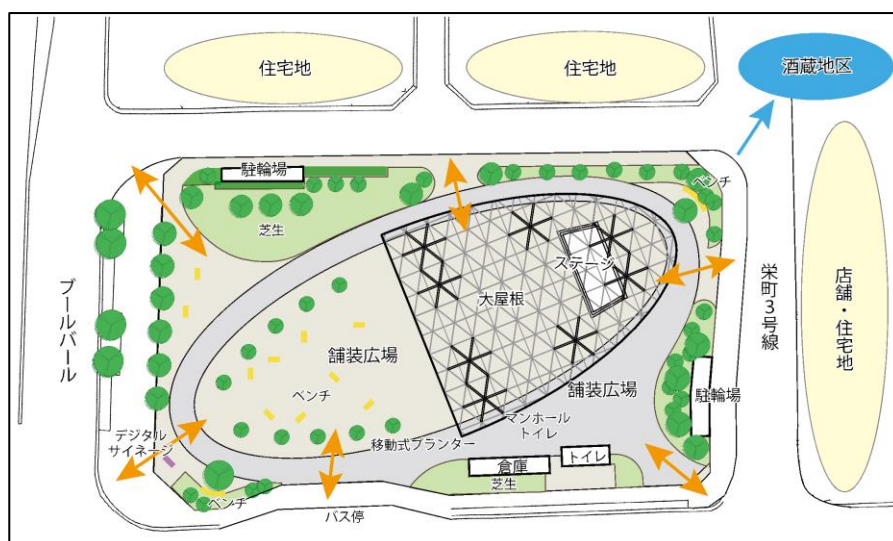 住宅地
住宅地
酒蔵地区
駐輪場
ベンチ
芝生
ステージ
大屋根
ブールバール
栄町3号線
店舗・住宅地
舗装広場
舗装広場
ベンチ
駐輪場
マンホール
トイレ
デジタル
サイネージ
移動式プランター
倉庫
トイレ
芝生
ベンチ
バス停